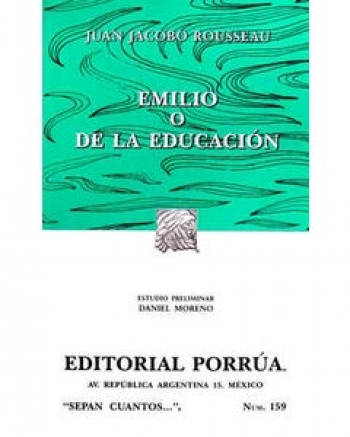 JUAN JACOBO ROUSSEAU
EMILIO
O
DE LA EDUCACIÓN
ESTUDIO PRELIMINAR
DANIEL MORENO
EDITORIAL PORRÚA
AV. REPÚBLICA ARGENTINA 15. MÉXICO
"SEPAN CUANTOS...", NUM. 159